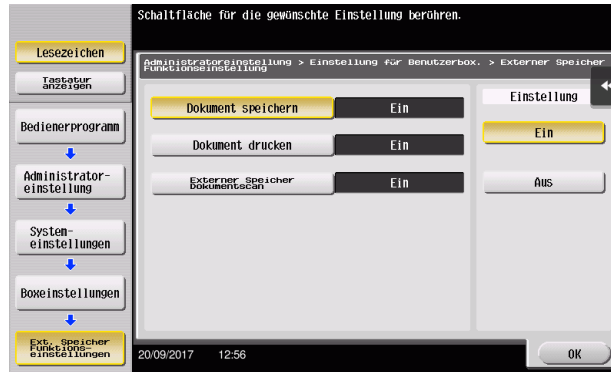 Schaltfläche für die gewünschte Einstellung berühren.
Lesezeichen
Tastatur
anzeigen
Bedienerprogramm
Administrator-
einstellung
System-
einstellungen
Boxeinstellungen
Ext. Speicher
Funktions-
einstellungen
Administratoreinstellung > Einstellung für Benutzerbox. > Externer Speicher
Funktionseinstellung
Dokument speichern
Ein
Dokument drucken
Ein
Externer Speicher
Dokumentscan
Ein
Einstellung
Ein
Aus
20/09/2017 12:56
OK